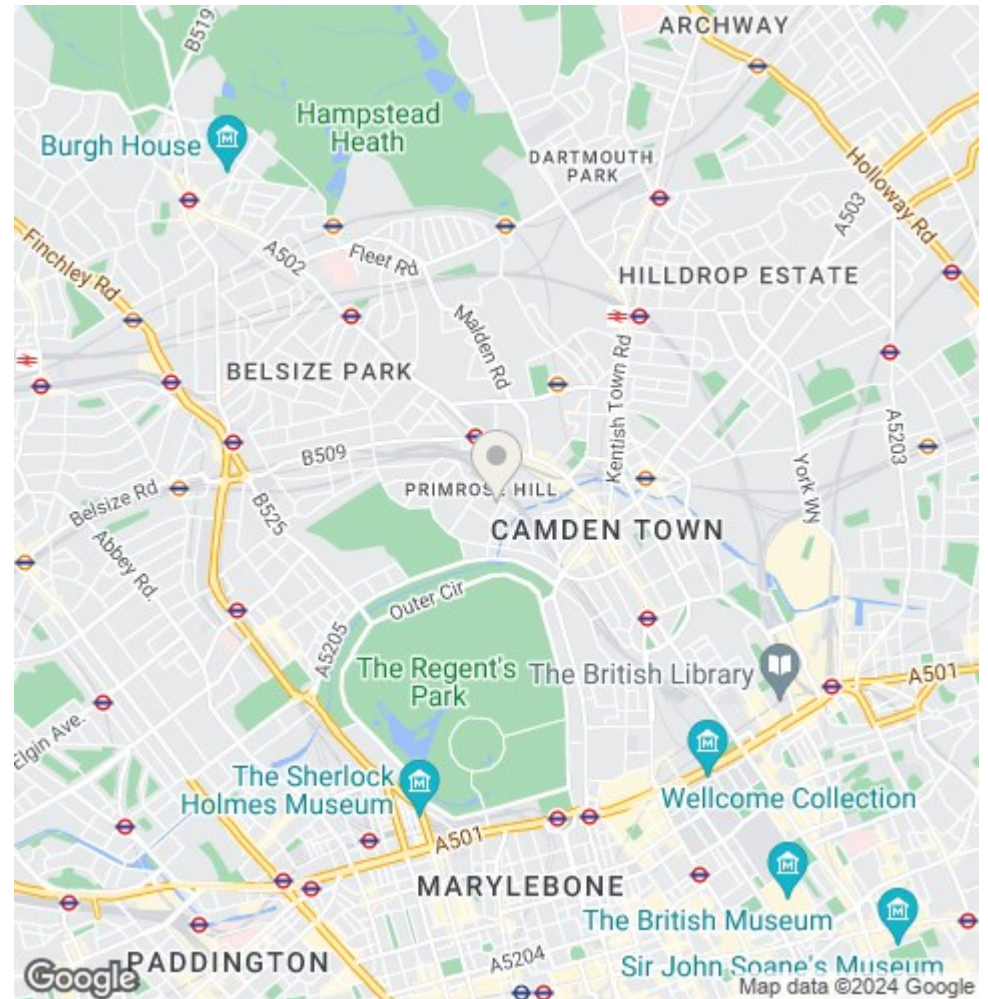 ARCHWAY
B519
Hampstead
Heath
Burgh House
DARTMOUTH
PARK
Holloway Rd
A503
A502
Fleet Rd
Finchley Rd
HILLDROP ESTATE
Malden Rd
Kentish Town Rd
BELSIZE PARK
A5203
B509
York Wy
PRIMROSE HILL
Belsize Rd
B525
CAMDEN TOWN
Abbey Rd.
Outer Cir
A5205
The Regent's
Park
The British Library
A501
Elgin Ave.
The Sherlock
Holmes Museum
Wellcome Collection
A501
MARYLEBONE
The British Museum
PADDINGTON
A5204
Sir John Soane's Museum
Google
Map data ©2024 Google